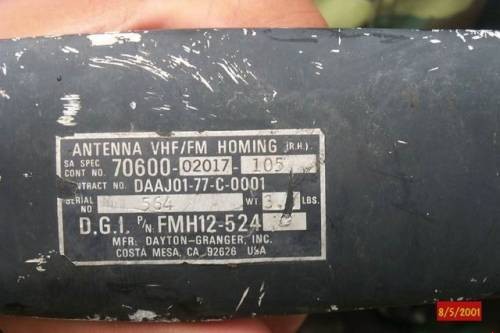 ANTENNA VHF/FM HOMING (R.H.)
SA SPEC CONT NO. 70600-02017-105
CONTRACT NO. DAAJ01-77-C-0001
SERIAL NO 564 WT 3. LBS.
D.G.I. P/N: FMH12-524
MFR: DAYTON-GRANGER, INC.
COSTA MESA, CA. 92626 USA
8/5/2001